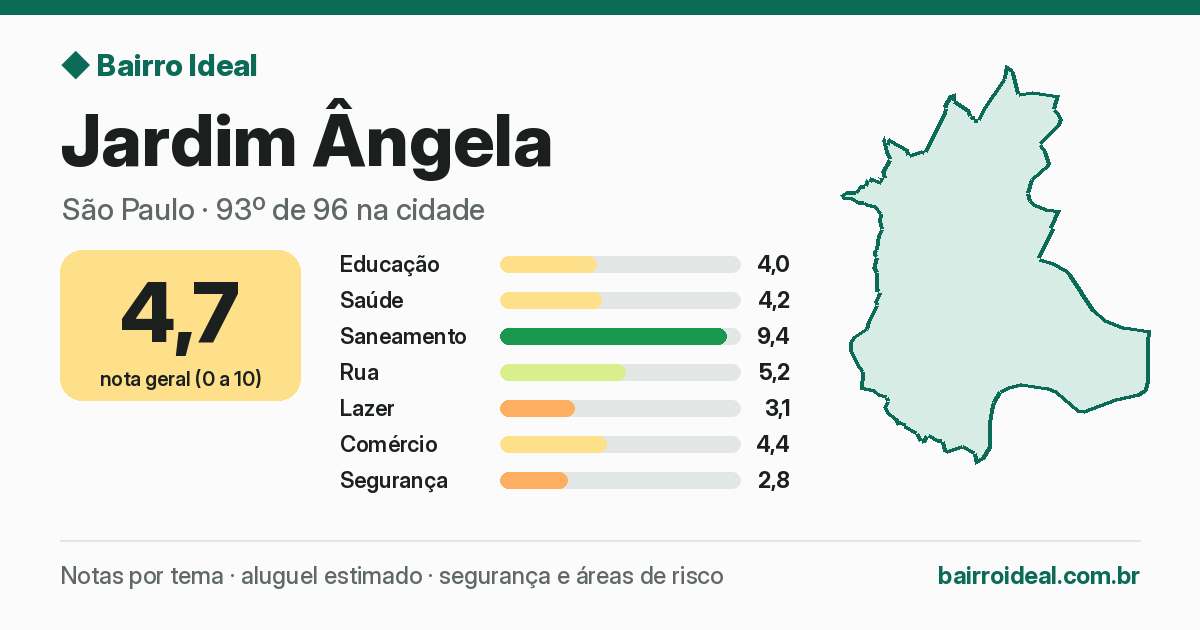 Bairro Ideal
Jardim Ângela
São Paulo · 93º de 96 na cidade
4,7
nota geral (0 a 10)
Educação 4,0
Saúde 4,2
Saneamento 9,4
Rua 5,2
Lazer 3,1
Comércio 4,4
Segurança 2,8
Notas por tema · aluguel estimado · segurança e áreas de risco
bairroideal.com.br